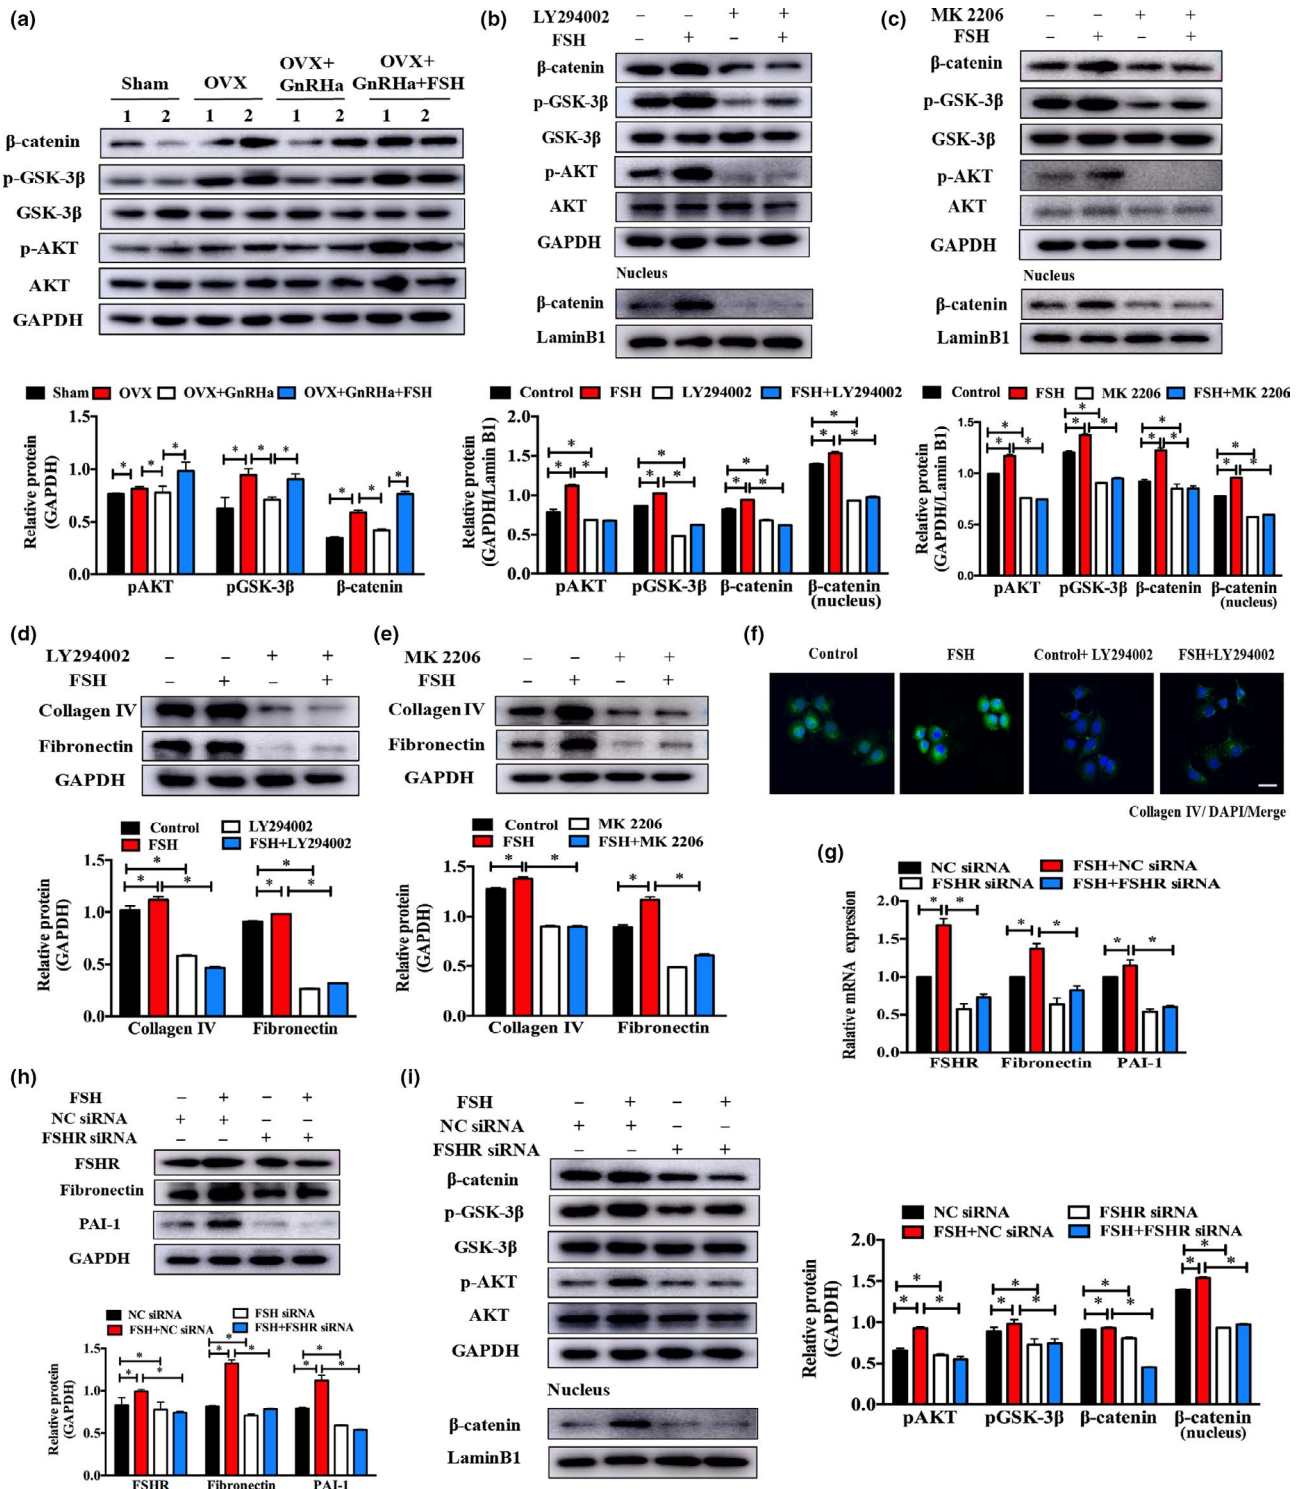 (a)
Sham OVX OVX+ GnRHa OVX+ GnRHa+FSH
1 2 1 2 1 2 1 2
β-catenin
p-GSK-3β
GSK-3β
p-AKT
AKT
GAPDH
Sham OVX OVX+GnRHa OVX+GnRHa+FSH
Relative protein
(GAPDH)
1.5
1.0
0.5
0.0
* * * * * * * * *
pAKT pGSK-3β β-catenin
(b)
LY294002 – – + +
FSH – + – +
β-catenin
p-GSK-3β
GSK-3β
p-AKT
AKT
GAPDH
Nucleus
β-catenin
LaminB1
Control FSH LY294002 FSH+LY294002
Relative protein
(GAPDH/Lamin B1)
2.0
1.5
1.0
0.5
0.0
* * * * * * * * * * * *
pAKT pGSK-3β β-catenin β-catenin
(nucleus)
(c)
MK 2206 – – + +
FSH – + – +
β-catenin
p-GSK-3β
GSK-3β
p-AKT
AKT
GAPDH
Nucleus
β-catenin
LaminB1
Control FSH MK 2206 FSH+MK 2206
Relative protein
(GAPDH/Lamin B1)
1.5
1.0
0.5
0.0
* * * * * * * * * * * *
pAKT pGSK-3β β-catenin β-catenin
(nucleus)
(d)
LY294002 – – + +
FSH – + – +
Collagen IV
Fibronectin
GAPDH
Control LY294002
FSH FSH+LY294002
Relative protein
(GAPDH)
1.5
1.0
0.5
0.0
* * * * * *
Collagen IV Fibronectin
(e)
MK 2206 – – + +
FSH – + – +
Collagen IV
Fibronectin
GAPDH
Control MK 2206
FSH FSH+MK 2206
Relative protein
(GAPDH)
1.5
1.0
0.5
0.0
* * * *
Collagen IV Fibronectin
(f)
Control FSH Control+ LY294002 FSH+LY294002
Collagen IV/ DAPI/Merge
(g)
NC siRNA FSH+NC siRNA
FSHR siRNA FSH+FSHR siRNA
Ralative mRNA expression
2.0
1.5
1.0
0.5
0.0
* * * * * *
FSHR Fibronectin PAI-1
(h)
FSH – + – +
NC siRNA + + – –
FSHR siRNA – – + +
FSHR
Fibronectin
PAI-1
GAPDH
NC siRNA FSH siRNA
FSH+NC siRNA FSH+FSHR siRNA
Relative protein
(GAPDH)
1.5
1.0
0.5
0.0
* * * * * * * * *
FSHR Fibronectin PAI-1
(i)
FSH – + – +
NC siRNA + + – –
FSHR siRNA – – + +
β-catenin
p-GSK-3β
GSK-3β
p-AKT
AKT
GAPDH
Nucleus
β-catenin
LaminB1
NC siRNA FSHR siRNA
FSH+NC siRNA FSH+FSHR siRNA
Relative protein
(GAPDH)
2.0
1.5
1.0
0.5
0.0
* * * * * * * * * * * *
pAKT pGSK-3β β-catenin β-catenin
(nucleus)